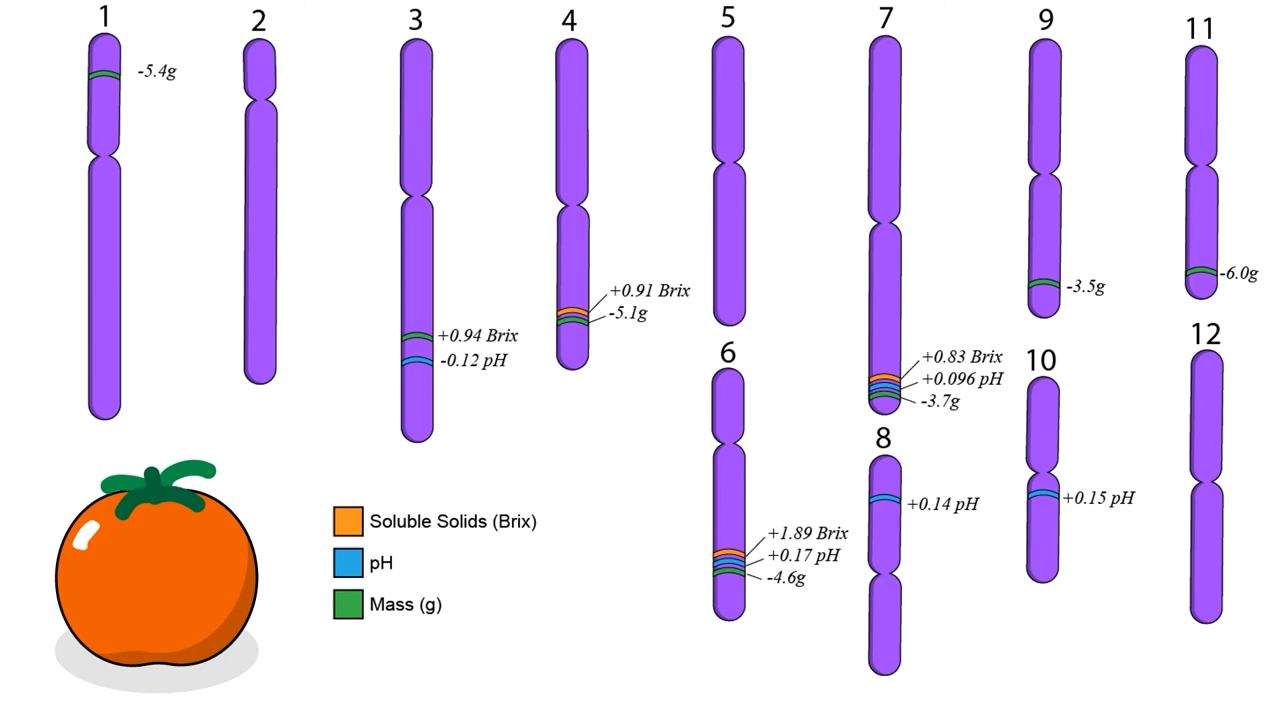 1
2
3
4
5
7
9
11
-5.4g
+0.94 Brix
-0.12 pH
+0.91 Brix
-5.1g
+0.83 Brix
+0.096 pH
-3.7g
-3.5g
-6.0g
6
8
10
12
+1.89 Brix
+0.17 pH
-4.6g
+0.14 pH
+0.15 pH
Soluble Solids (Brix)
pH
Mass (g)